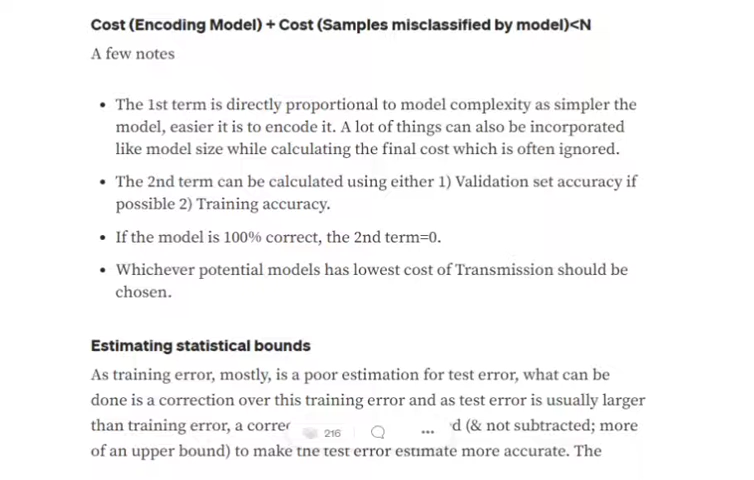 Cost (Encoding Model) + Cost (Samples misclassified by model)<N
A few notes
• The 1st term is directly proportional to model complexity as simpler the
model, easier it is to encode it. A lot of things can also be incorporated
like model size while calculating the final cost which is often ignored.
• The 2nd term can be calculated using either 1) Validation set accuracy if
possible 2) Training accuracy.
• If the model is 100% correct, the 2nd term=0.
• Whichever potential models has lowest cost of Transmission should be
chosen.
Estimating statistical bounds
As training error, mostly, is a poor estimation for test error, what can be
done is a correction over this training error and as test error is usually larger
than training error, a (& not subtracted; more
216
of an upper bound) to make the test error estimate more accurate. The